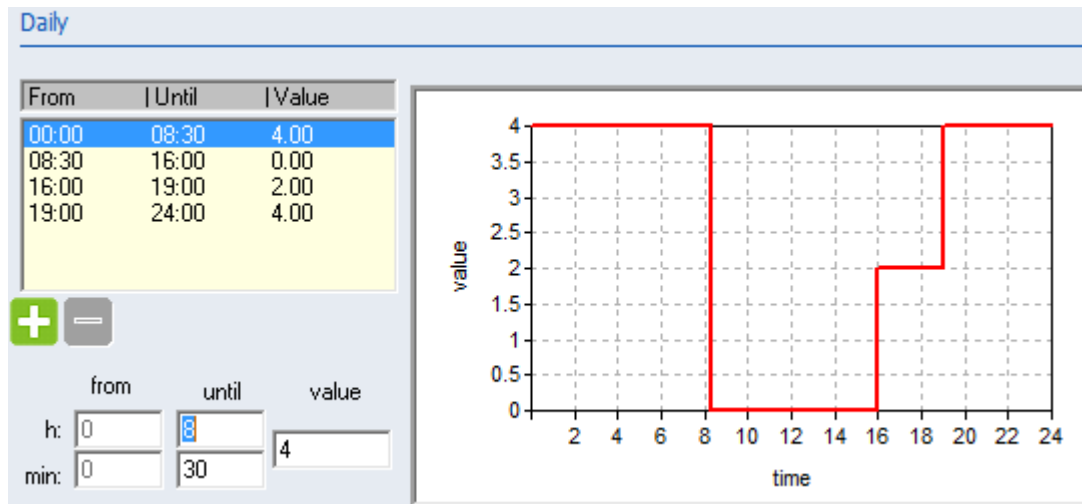 Daily
From | Until | Value
00:00 08:30 4.00
08:30 16:00 0.00
16:00 19:00 2.00
19:00 24:00 4.00
from until value
h: 0 8
4
min: 0 30
4
3.5
3
2.5
2
1.5
1
0.5
0
value
2 4 6 8 10 12 14 16 18 20 22 24
time